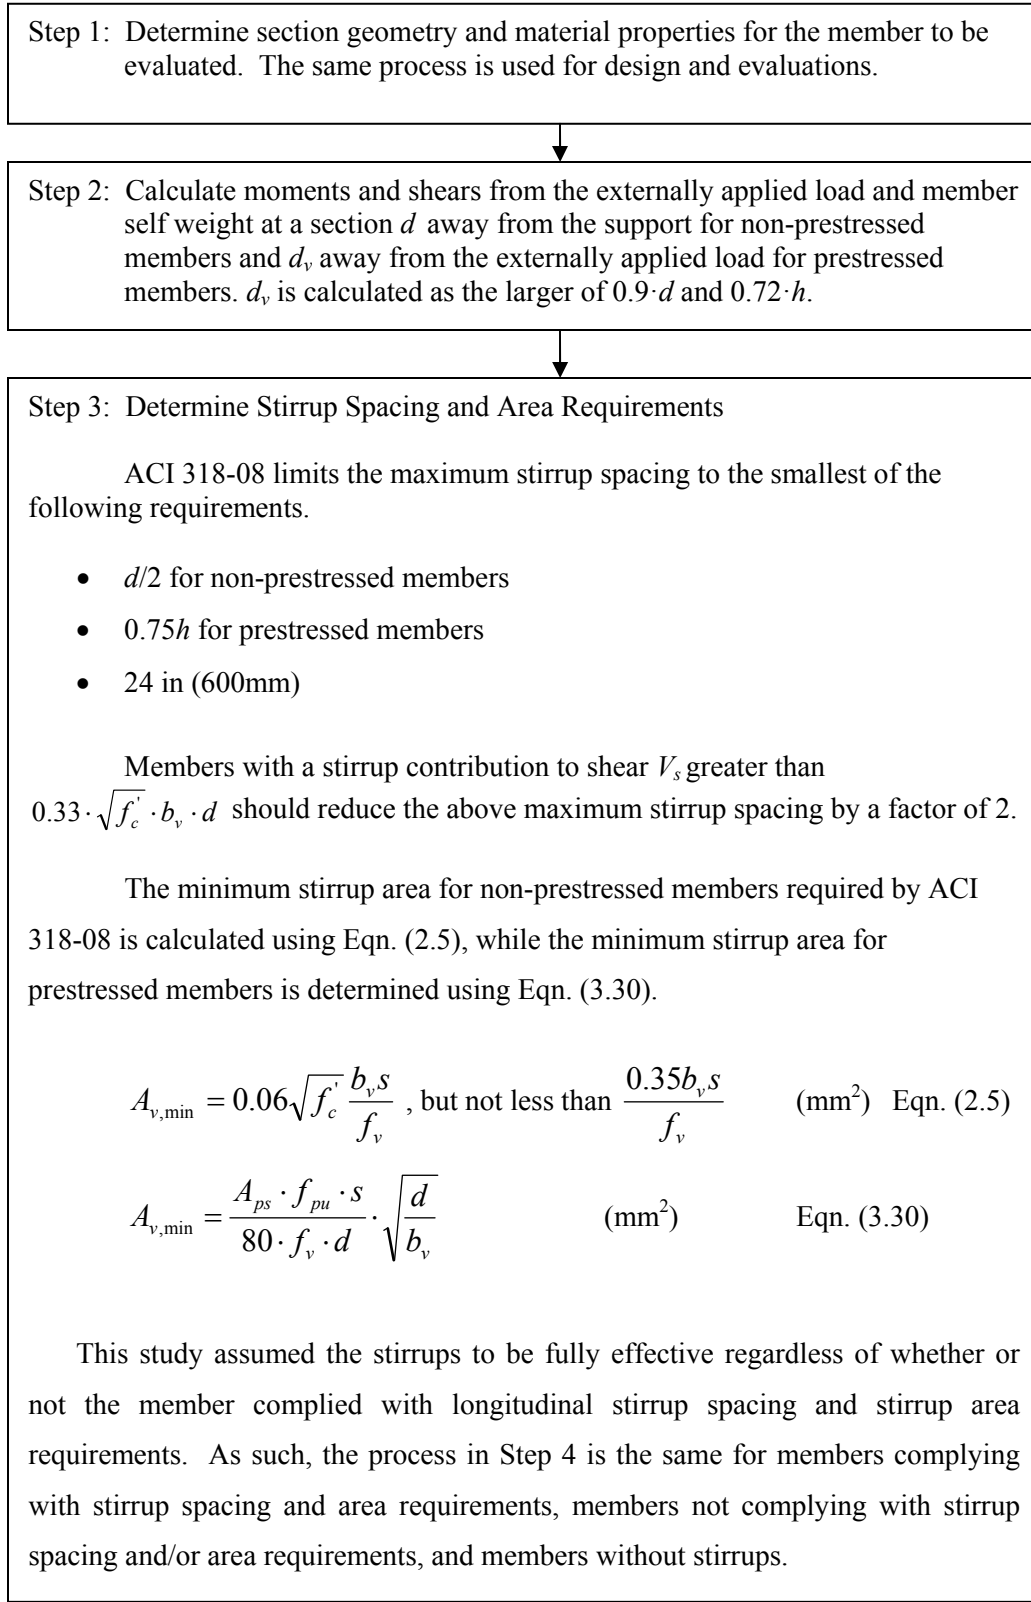 Step 1: Determine section geometry and material properties for the member to be
evaluated. The same process is used for design and evaluations.
Step 2: Calculate moments and shears from the externally applied load and member
self weight at a section d away from the support for non-prestressed
members and dᵥ away from the externally applied load for prestressed
members. dᵥ is calculated as the larger of 0.9·d and 0.72·h.
Step 3: Determine Stirrup Spacing and Area Requirements
ACI 318-08 limits the maximum stirrup spacing to the smallest of the
following requirements.
• d/2 for non-prestressed members
• 0.75h for prestressed members
• 24 in (600mm)
Members with a stirrup contribution to shear Vₛ greater than
0.33·√(f_c')·b_v·d should reduce the above maximum stirrup spacing by a factor of 2.
The minimum stirrup area for non-prestressed members required by ACI
318-08 is calculated using Eqn. (2.5), while the minimum stirrup area for
prestressed members is determined using Eqn. (3.30).
A_{v,min} = 0.06√(f_c') (b_v s)/(f_v) , but not less than (0.35b_v s)/(f_v) (mm²) Eqn. (2.5)
A_{v,min} = (A_{ps}·f_{pu}·s)/(80·f_v·d)·√(d/b_v) (mm²) Eqn. (3.30)
This study assumed the stirrups to be fully effective regardless of whether or
not the member complied with longitudinal stirrup spacing and stirrup area
requirements. As such, the process in Step 4 is the same for members complying
with stirrup spacing and area requirements, members not complying with stirrup
spacing and/or area requirements, and members without stirrups.